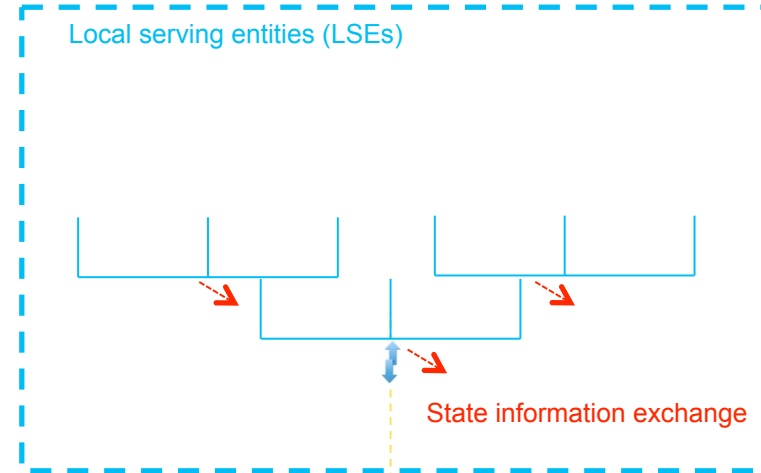 Local serving entities (LSEs)
State information exchange